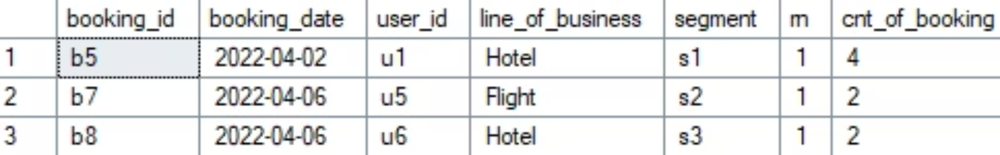 booking_id booking_date user_id line_of_business segment rn cnt_of_booking
1 b5 2022-04-02 u1 Hotel s1 1 4
2 b7 2022-04-06 u5 Flight s2 1 2
3 b8 2022-04-06 u6 Hotel s3 1 2